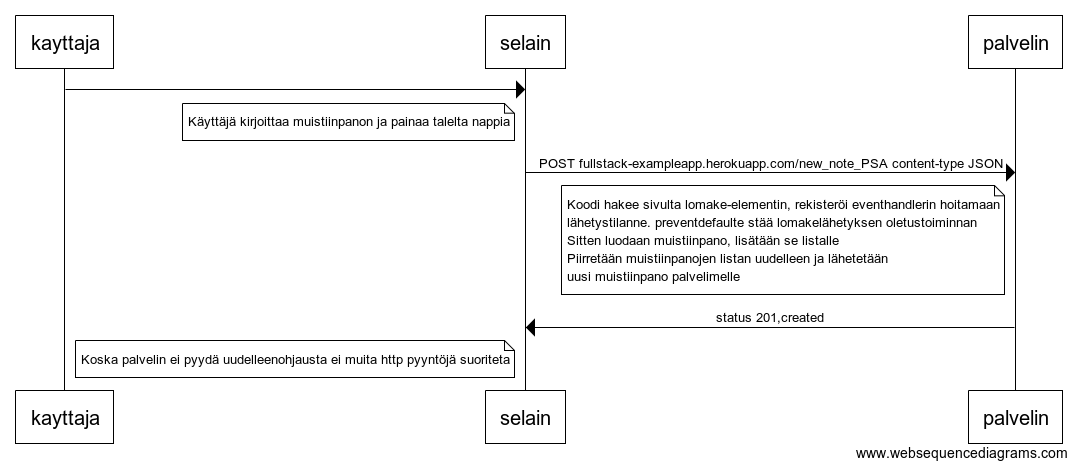 kayttaja
selain
palvelin
Käyttäjä kirjoittaa muistiinpanon ja painaa talelta nappia
POST fullstack-exampleapp.herokuapp.com/new_note_PSA content-type JSON
Koodi hakee sivulta lomake-elementin, rekisteröi eventhandlerin hoitamaan
lähetystilanne. preventdefaulte stää lomakelähetyksen oletustoiminnan
Sitten luodaan muistiinpano, lisätään se listalle
Piirretään muistiinpanojen listan uudelleen ja lähetetään
uusi muistiinpano palvelimelle
status 201,created
Koska palvelin ei pyydä uudelleenohjausta ei muita http pyyntöjä suoriteta
kayttaja
selain
palvelin
www.websequencediagrams.com